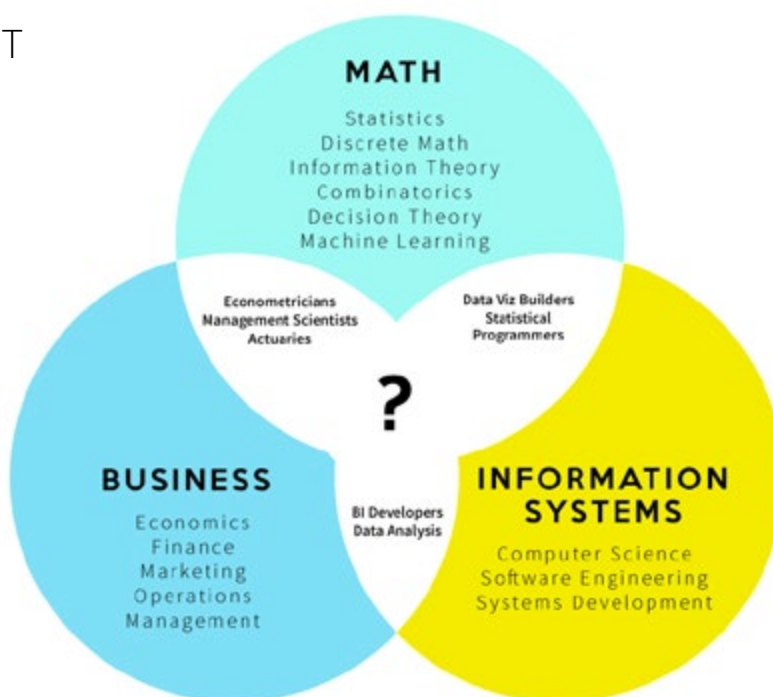 T
MATH
Statistics
Discrete Math
Information Theory
Combinatorics
Decision Theory
Machine Learning
Econometricians
Management Scientists
Actuaries
Data Viz Builders
Statistical
Programmers
?
BUSINESS
Economics
Finance
Marketing
Operations
Management
BI Developers
Data Analysis
INFORMATION
SYSTEMS
Computer Science
Software Engineering
Systems Development